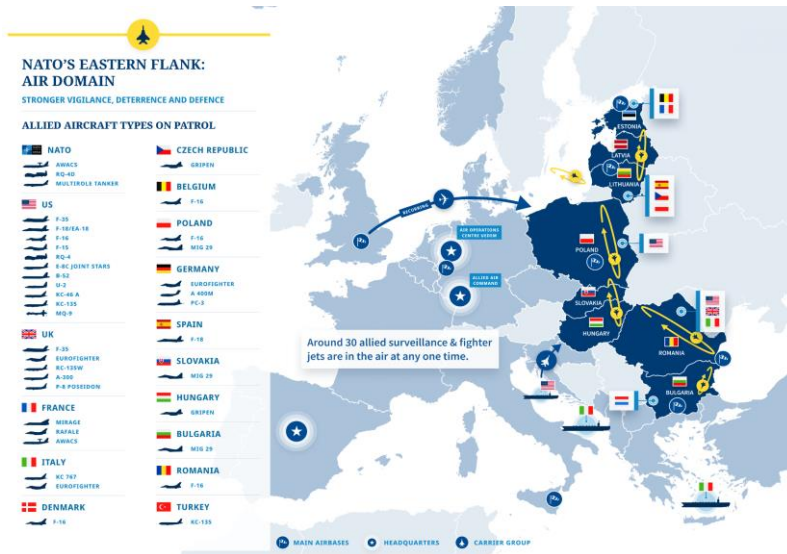 NATO'S EASTERN FLANK:
AIR DOMAIN
STRONGER VIGILANCE, DETERRENCE AND DEFENCE
ALLIED AIRCRAFT TYPES ON PATROL
NATO
AWACS
RQ-4D
MULTIROLE TANKER
US
F-35
F-18/EA-18
F-16
F-15
RQ-4
E-8C JOINT STARS
B-52
U-2
KC-46 A
KC-135
MQ-9
UK
F-35
EUROFIGHTER
RC-135W
A-300
P-8 POSEIDON
FRANCE
MIRAGE
RAFALE
AWACS
ITALY
KC 767
EUROFIGHTER
DENMARK
F-16
CZECH REPUBLIC
GRIPEN
BELGIUM
F-16
POLAND
F-16
MIG 29
GERMANY
EUROFIGHTER
A 400M
PC-3
SPAIN
F-18
SLOVAKIA
MIG 29
HUNGARY
GRIPEN
BULGARIA
MIG 29
ROMANIA
F-16
TURKEY
KC-135
ESTONIA
LATVIA
LITHUANIA
RECURRING
AIR OPERATIONS
CENTRE UEDEM
ALLIED AIR
COMMAND
POLAND
SLOVAKIA
HUNGARY
ROMANIA
BULGARIA
Around 30 allied surveillance & fighter
jets are in the air at any one time.
MAIN AIRBASES
HEADQUARTERS
CARRIER GROUP